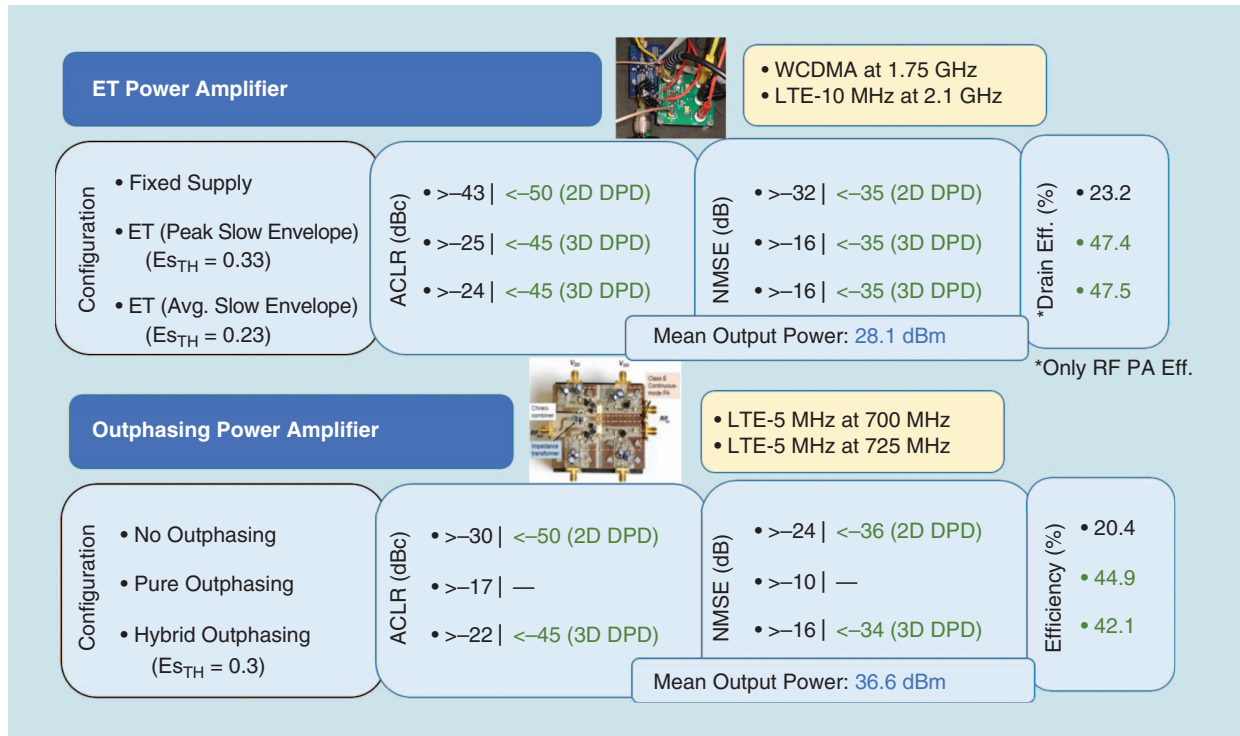 ET Power Amplifier
• WCDMA at 1.75 GHz
• LTE-10 MHz at 2.1 GHz
Configuration
• Fixed Supply
• ET (Peak Slow Envelope)
(EsTH = 0.33)
• ET (Avg. Slow Envelope)
(EsTH = 0.23)
ACLR (dBc)
• >–43 | <–50 (2D DPD)
• >–25 | <–45 (3D DPD)
• >–24 | <–45 (3D DPD)
NMSE (dB)
• >–32 | <–35 (2D DPD)
• >–16 | <–35 (3D DPD)
• >–16 | <–35 (3D DPD)
*Drain Eff. (%)
• 23.2
• 47.4
• 47.5
Mean Output Power: 28.1 dBm
*Only RF PA Eff.
Outphasing Power Amplifier
Chireix
combiner
Impedance
transformer
Class E
Continuous-
mode PA
• LTE-5 MHz at 700 MHz
• LTE-5 MHz at 725 MHz
Configuration
• No Outphasing
• Pure Outphasing
• Hybrid Outphasing
(EsTH = 0.3)
ACLR (dBc)
• >–30 | <–50 (2D DPD)
• >–17 | —
• >–22 | <–45 (3D DPD)
NMSE (dB)
• >–24 | <–36 (2D DPD)
• >–10 | —
• >–16 | <–34 (3D DPD)
Efficiency (%)
• 20.4
• 44.9
• 42.1
Mean Output Power: 36.6 dBm